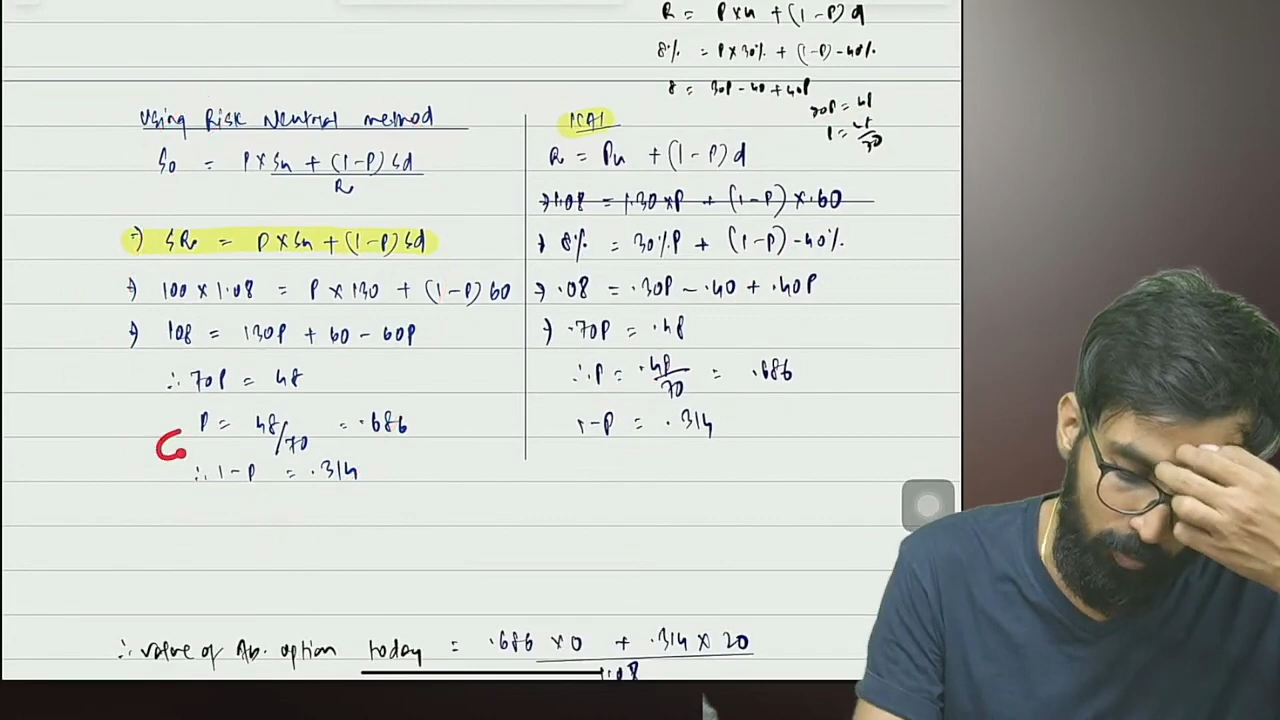 R = P×u + (1-P)d
8% = P×30% + (1-P)-40%
8 = 30P - 40 + 40P
70P = 48
P = 48/70
Using Risk Neutral method
S0 = P×Su + (1-P)Sd / R
⇒ SR = P×Su + (1-P)Sd
⇒ 100×1.08 = P×130 + (1-P)60
⇒ 108 = 130P + 60 - 60P
∴ 70P = 48
P = 48/70 = .686
∴ 1-P = .314
ICAI
R = Pu + (1-P)d
⇒ 1.08 = 1.30×P + (1-P)×.60
⇒ 8% = 30%P + (1-P)-40%
⇒ .08 = .30P - .40 + .40P
⇒ .70P = .48
∴ P = .48/.70 = .686
1-P = .314
∴ value of Ab. option today = .686 × 0 + .314 × 20 / 1.08